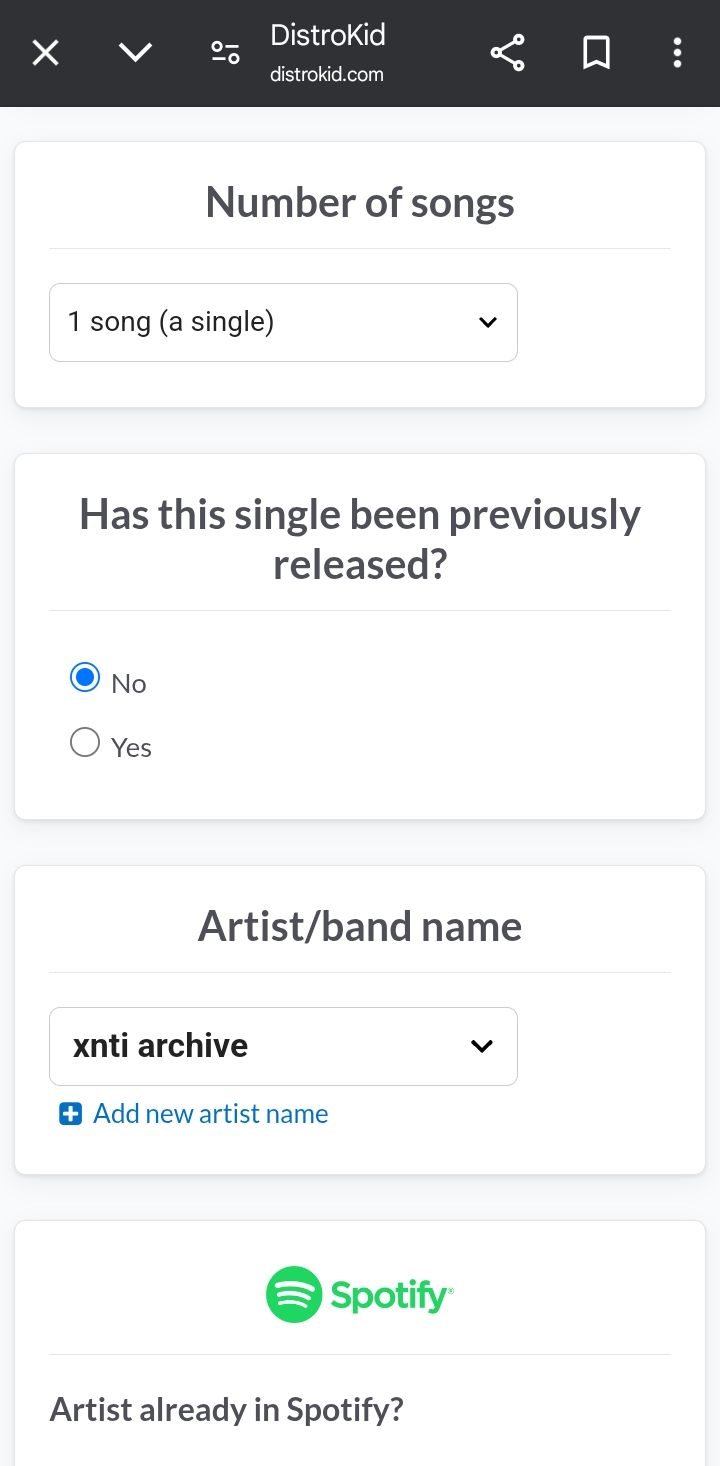 DistroKid
distrokid.com
Number of songs
1 song (a single)
Has this single been previously
released?
No
Yes
Artist/band name
xnti archive
Add new artist name
Spotify®
Artist already in Spotify?